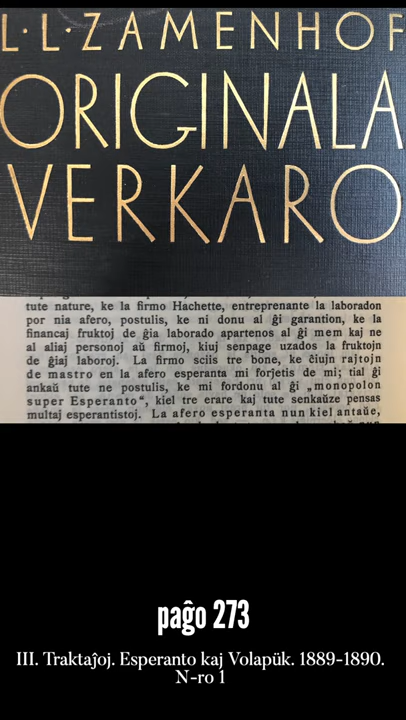 L·L·ZAMENHOF
ORIGINALA
VERKARO
tute nature, ke la firmo Hachette, entreprenante la laboradon
por nia afero, postulis, ke ni donu al ĝi garantion, ke la
financaj fruktoj de ĝia laborado apartenos al ĝi mem kaj ne
al aliaj personoj aŭ firmoj, kiuj senpage uzados la fruktojn
de ĝiaj laboroj. La firmo sciis tre bone, ke ĉiujn rajtojn
de mastro en la afero esperanta mi forĵetis de mi; tial ĝi
ankaŭ tute ne postulis, ke mi fordonu al ĝi „monopolon
super Esperanto“, kiel tre erare kaj tute senkaŭze pensas
multaj esperantistoj. La afero esperanta nun kiel antaŭe,
paĝo 273
III. Traktaĵoj. Esperanto kaj Volapük. 1889-1890.
N-ro 1